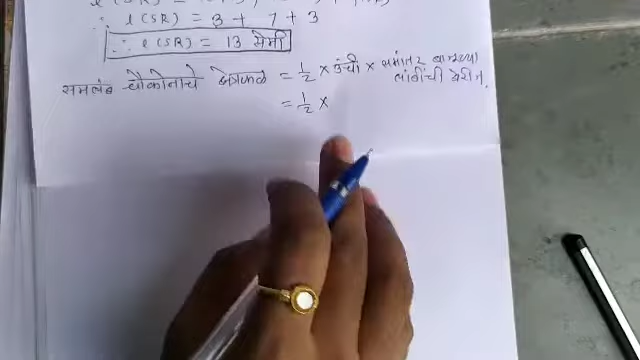 ∴ l(SR) = 3 + 7 + 3
∴ l(SR) = 13 सेमी
समलंब चौकोनाचे क्षेत्रफळ = 1/2 × उंची × समांतर बाजूंच्या
लांबींची बेरीज.
= 1/2 ×